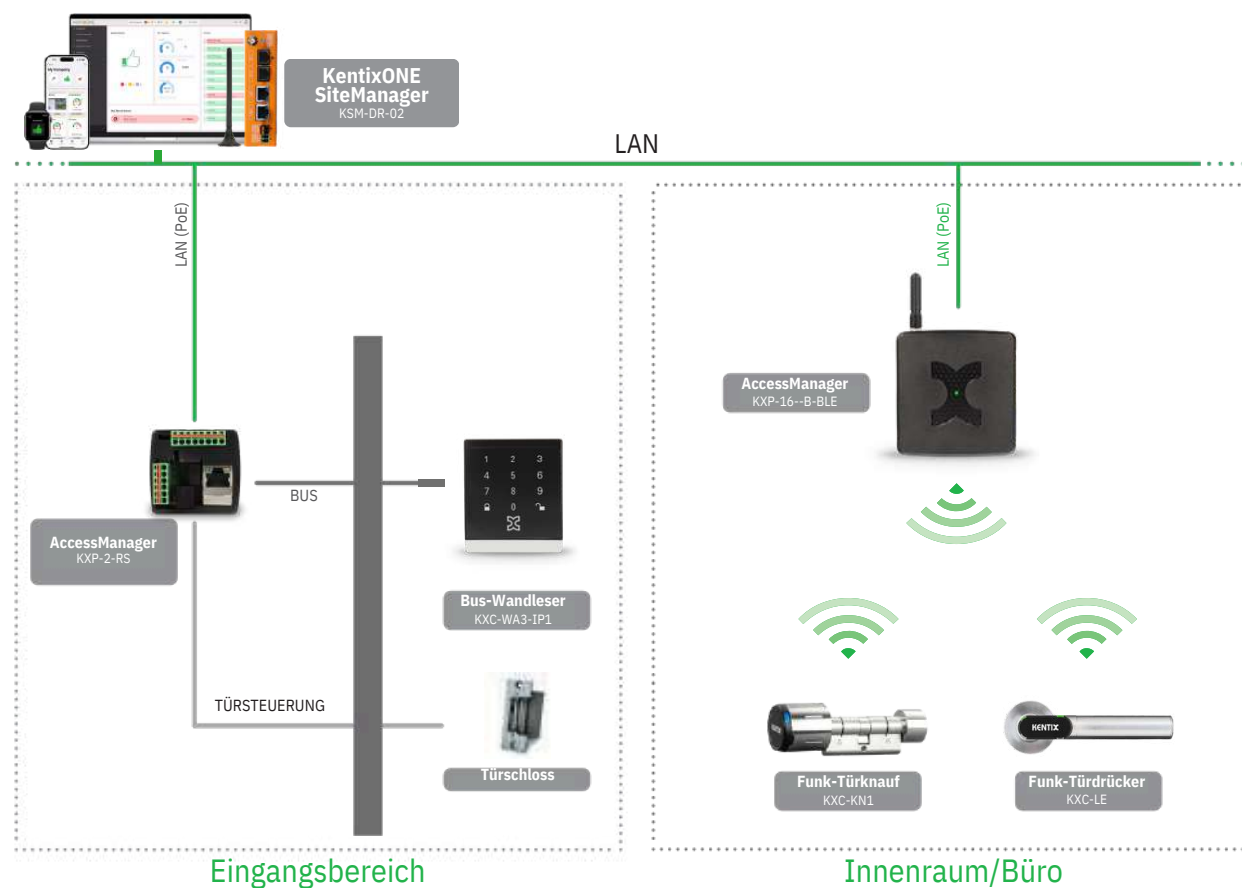 KentixONE
SiteManager
KSM-DR-02
LAN
LAN (PoE)
LAN (PoE)
AccessManager
KXP-16--B-BLE
1 2 3
4 5 6
7 8 9
0
BUS
AccessManager
KXP-2-RS
Bus-Wandleser
KXC-WA3-IP1
TÜRSTEUERUNG
Türschloss
KENTIX
Funk-Türknauf
KXC-KN1
Funk-Türdrücker
KXC-LE
Eingangsbereich
Innenraum/Büro